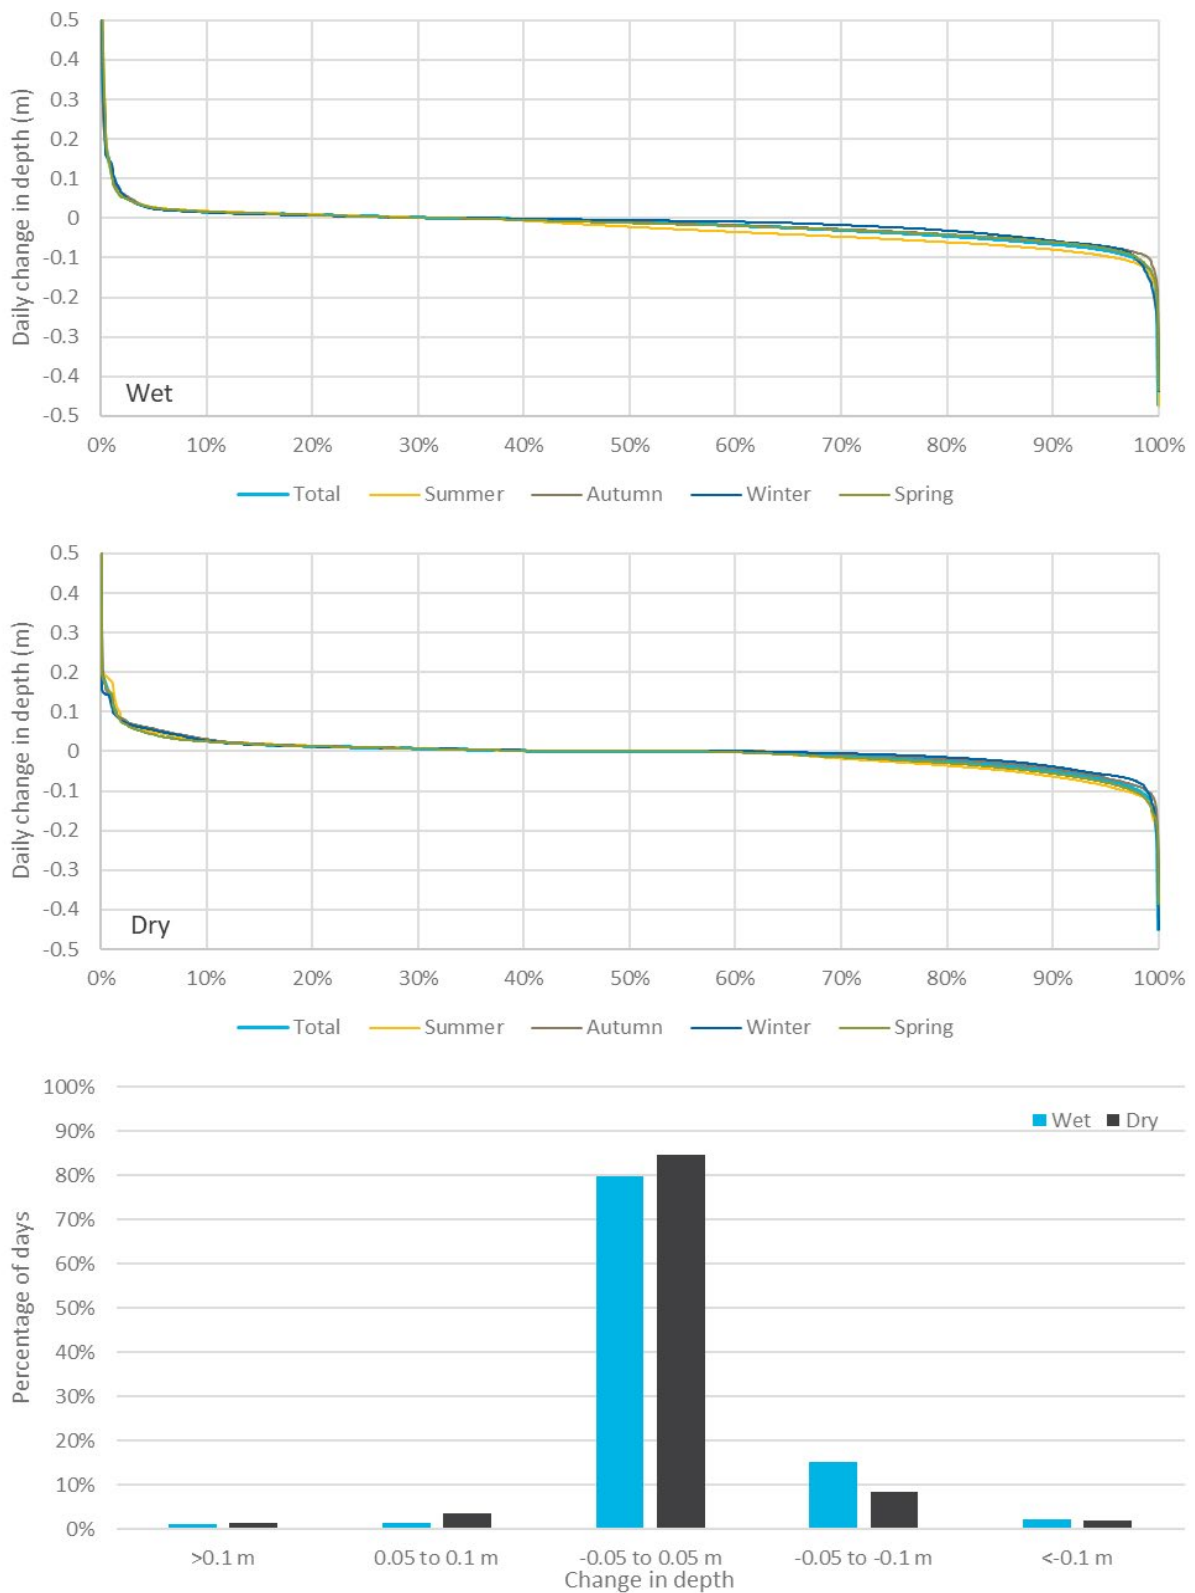 Daily change in depth (m)
0.5
0.4
0.3
0.2
0.1
0
-0.1
-0.2
-0.3
-0.4
-0.5
Wet
0% 10% 20% 30% 40% 50% 60% 70% 80% 90% 100%
Total Summer Autumn Winter Spring
Daily change in depth (m)
0.5
0.4
0.3
0.2
0.1
0
-0.1
-0.2
-0.3
-0.4
-0.5
Dry
0% 10% 20% 30% 40% 50% 60% 70% 80% 90% 100%
Total Summer Autumn Winter Spring
Percentage of days
100%
90%
80%
70%
60%
50%
40%
30%
20%
10%
0%
Wet Dry
>0.1 m 0.05 to 0.1 m -0.05 to 0.05 m -0.05 to -0.1 m <-0.1 m
Change in depth